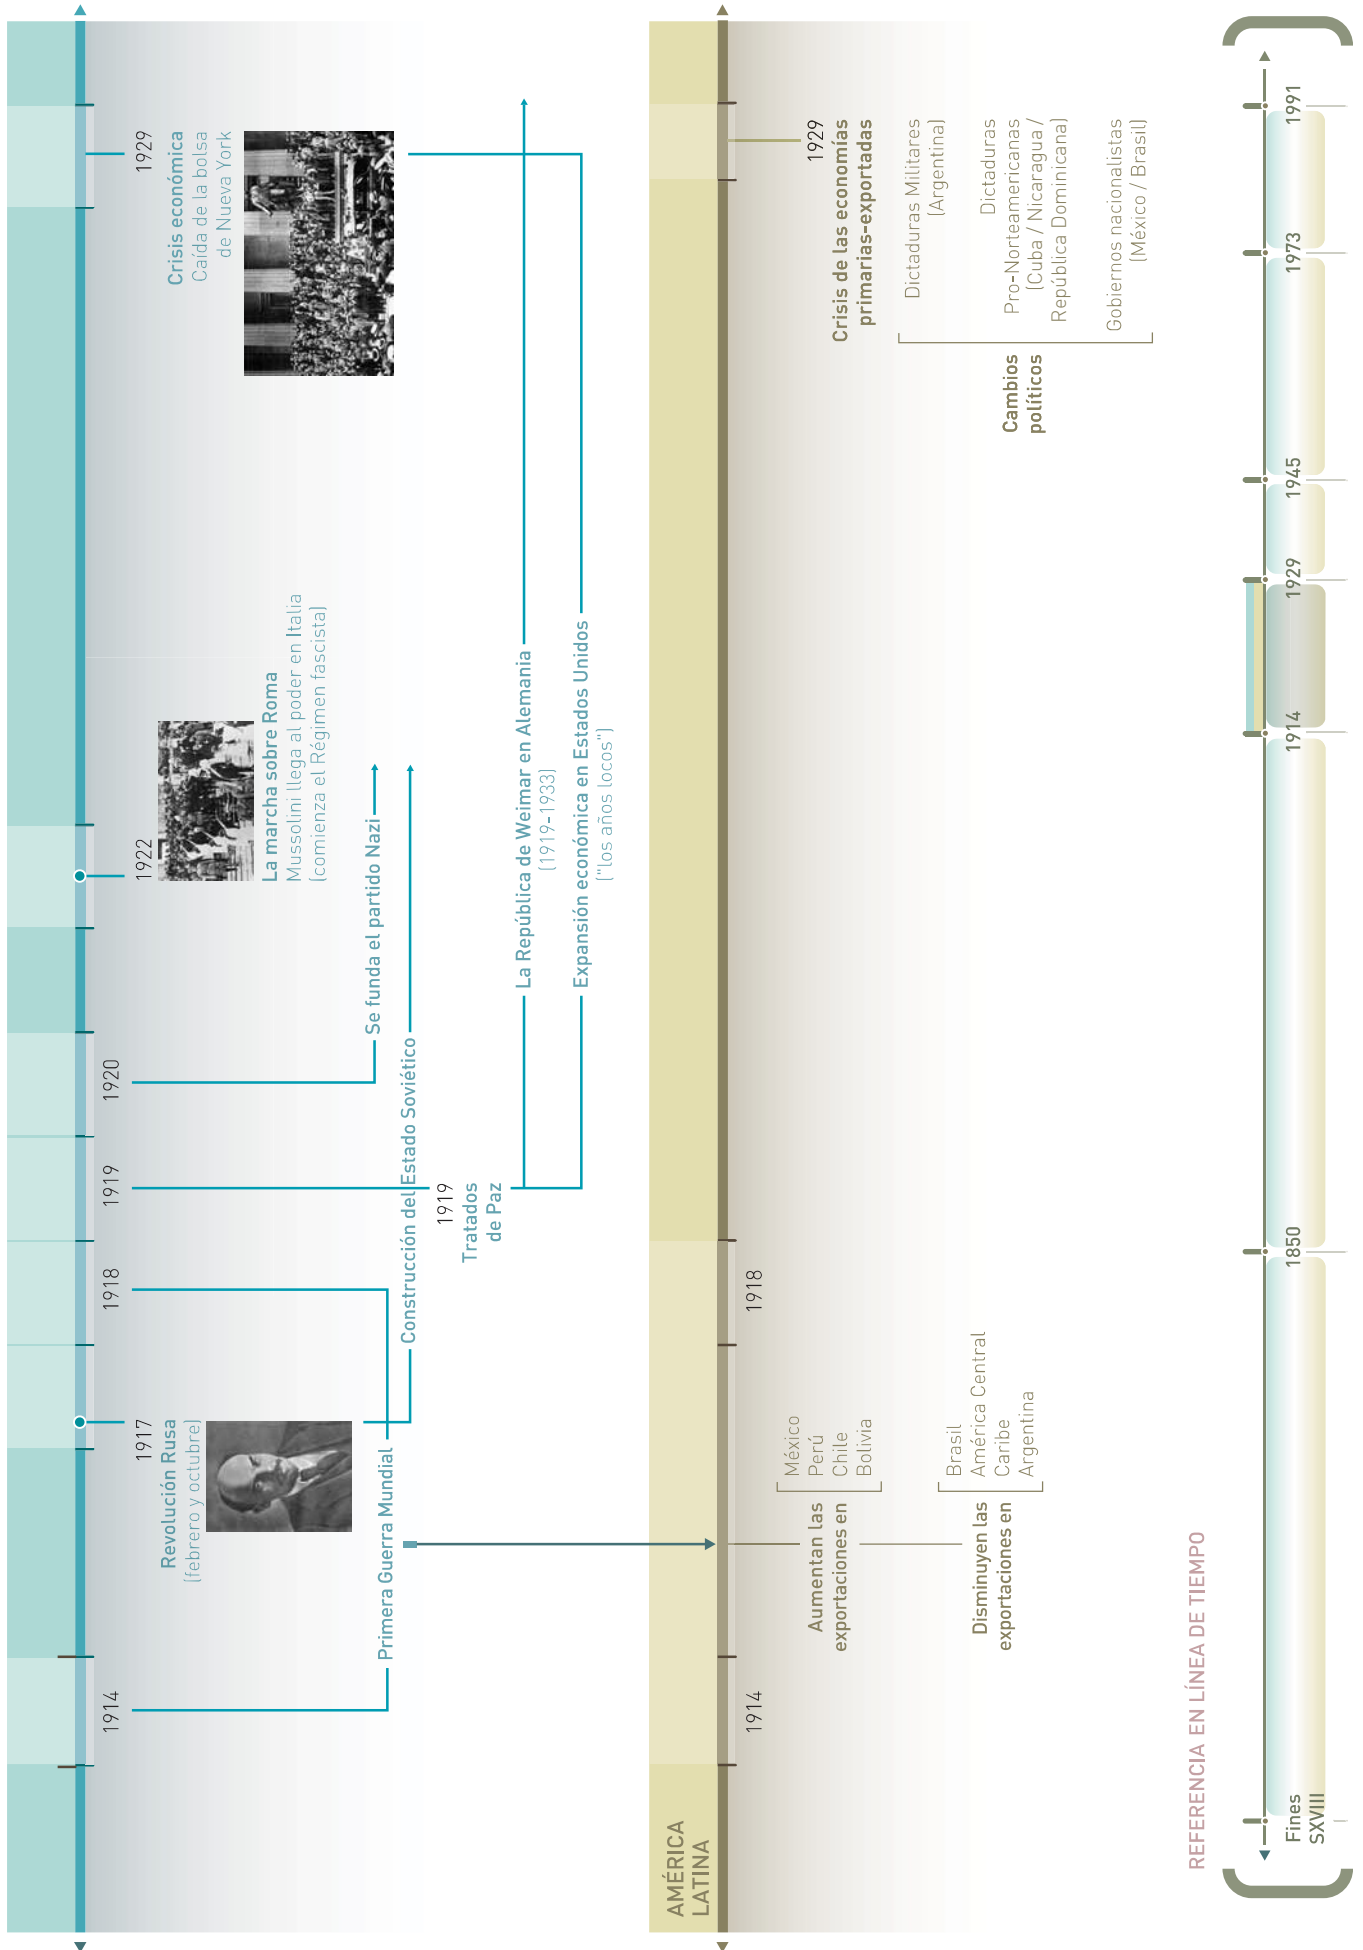 1914
Primera Guerra Mundial
1917
Revolución Rusa
(febrero y octubre)
1918
Construcción del Estado Soviético
1919
1919
Tratados
de Paz
1920
Se funda el partido Nazi
1922
La marcha sobre Roma
Mussolini llega al poder en Italia
(comienza el Régimen fascista)
La República de Weimar en Alemania
(1919-1933)
Expansión económica en Estados Unidos
("los años locos")
1929
Crisis económica
Caída de la bolsa
de Nueva York
AMÉRICA
LATINA
1914
Aumentan las
exportaciones en
México
Perú
Chile
Bolivia
Disminuyen las
exportaciones en
Brasil
América Central
Caribe
Argentina
1918
1929
Crisis de las economías
primarias-exportadas
Cambios
políticos
Dictaduras Militares
(Argentina)
Dictaduras
Pro-Norteamericanas
(Cuba / Nicaragua /
República Dominicana)
Gobiernos nacionalistas
(México / Brasil)
REFERENCIA EN LÍNEA DE TIEMPO
Fines
SXVIII
1850
1914
1929
1945
1973
1991